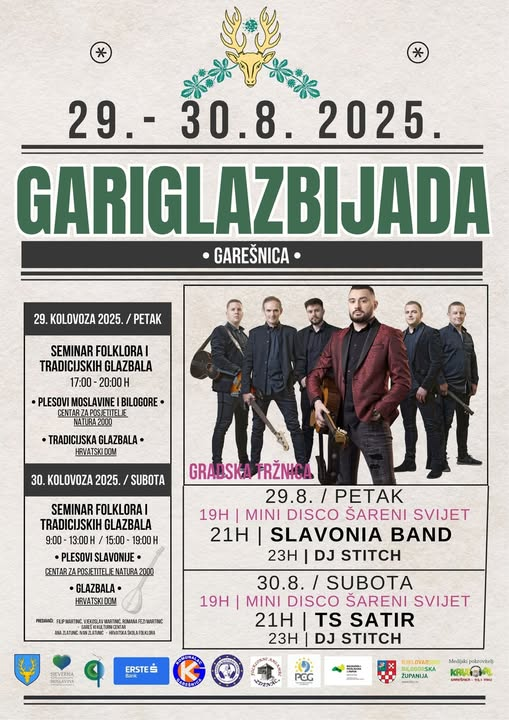 29.- 30.8. 2025.
GARIGLAZBIJADA
• GAREŠNICA •
29. KOLOVOZA 2025. / PETAK
SEMINAR FOLKLORA I
TRADICIJSKIH GLAZBALA
17:00 - 20:00 H
• PLESOVI MOSLAVINE I BILOGORE •
CENTAR ZA POSJETITELJE
NATURA 2000
• TRADICIJSKA GLAZBALA •
HRVATSKI DOM
30. KOLOVOZA 2025. / SUBOTA
SEMINAR FOLKLORA I
TRADICIJSKIH GLAZBALA
9:00 - 13:00 H / 15:00 - 19:00 H
• PLESOVI SLAVONIJE •
CENTAR ZA POSJETITELJE NATURA 2000
• GLAZBALA •
HRVATSKI DOM
GRADSKA TRŽNICA
29.8. / PETAK
19H | MINI DISCO ŠARENI SVIJET
21H | SLAVONIA BAND
23H | DJ STITCH
30.8. / SUBOTA
19H | MINI DISCO ŠARENI SVIJET
21H | TS SATIR
23H | DJ STITCH
SJEVERNA
MOSLAVINA
ERSTE
Bank
PCG
BJELOVARSKO
BILOGORSKA
ŽUPANIJA
Medijski pokrovitelj